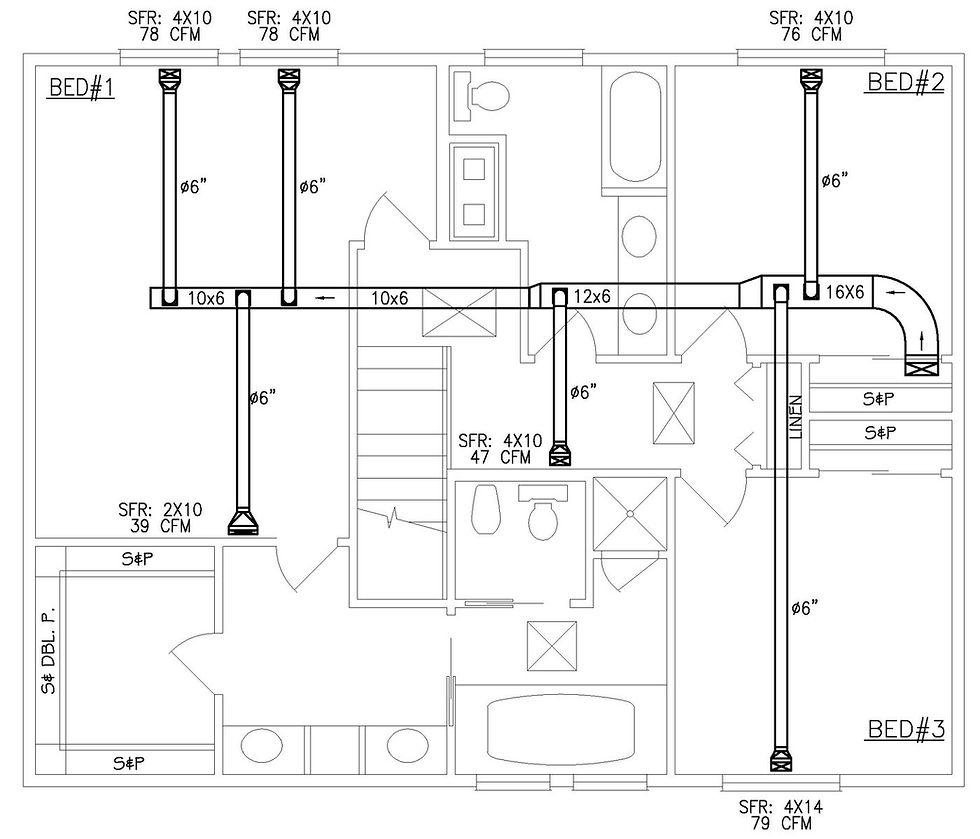 SFR: 4X10
78 CFM
SFR: 4X10
78 CFM
SFR: 4X10
76 CFM
BED#1
BED#2
ø6”
ø6”
ø6”
10x6
10x6
12x6
16X6
ø6”
ø6”
S&P
LINEN
S&P
SFR: 4X10
47 CFM
SFR: 2X10
39 CFM
S&P
ø6”
S& DBL. P.
BED#3
S&P
SFR: 4X14
79 CFM